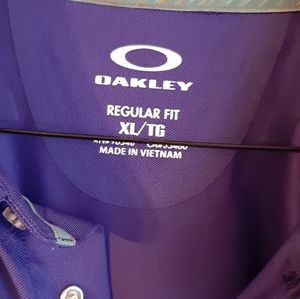 OAKLEY
REGULAR FIT
XL/TG
MADE IN VIETNAM